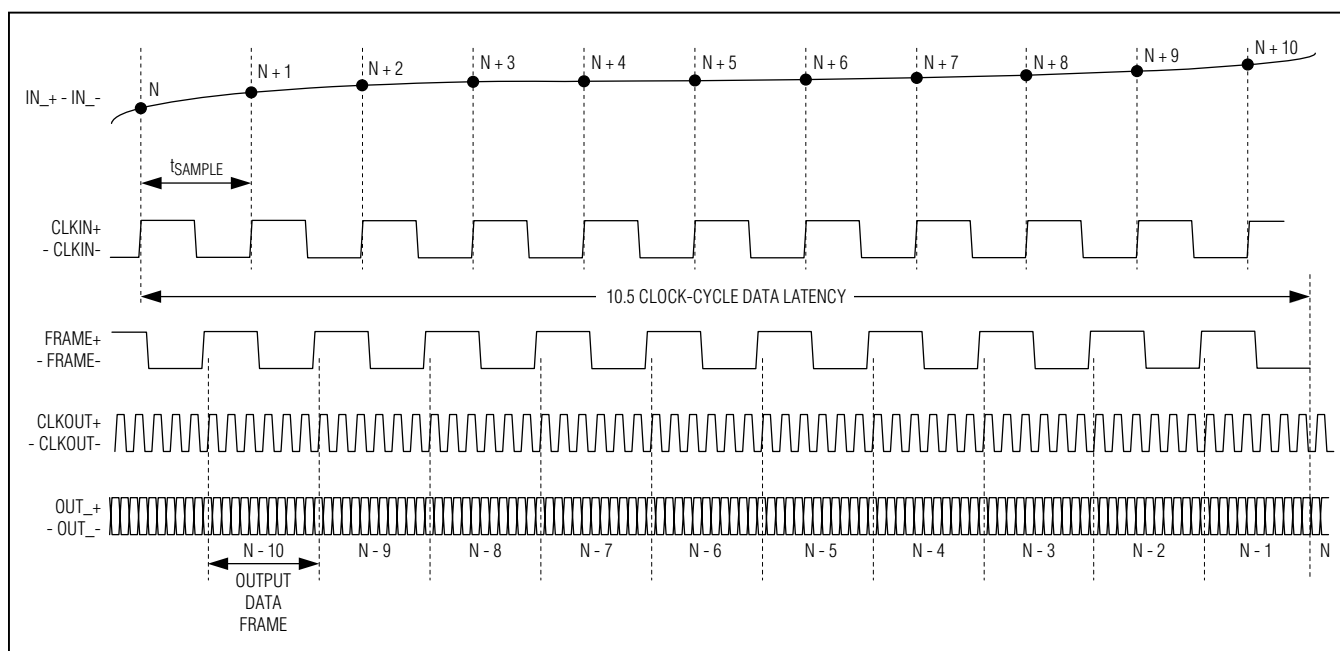 N
N + 1
N + 2
N + 3
N + 4
N + 5
N + 6
N + 7
N + 8
N + 9
N + 10
IN_+ - IN_-
tSAMPLE
CLKIN+
- CLKIN-
10.5 CLOCK-CYCLE DATA LATENCY
FRAME+
- FRAME-
CLKOUT+
- CLKOUT-
OUT_+
- OUT_-
N - 10
N - 9
N - 8
N - 7
N - 6
N - 5
N - 4
N - 3
N - 2
N - 1
N
OUTPUT
DATA
FRAME